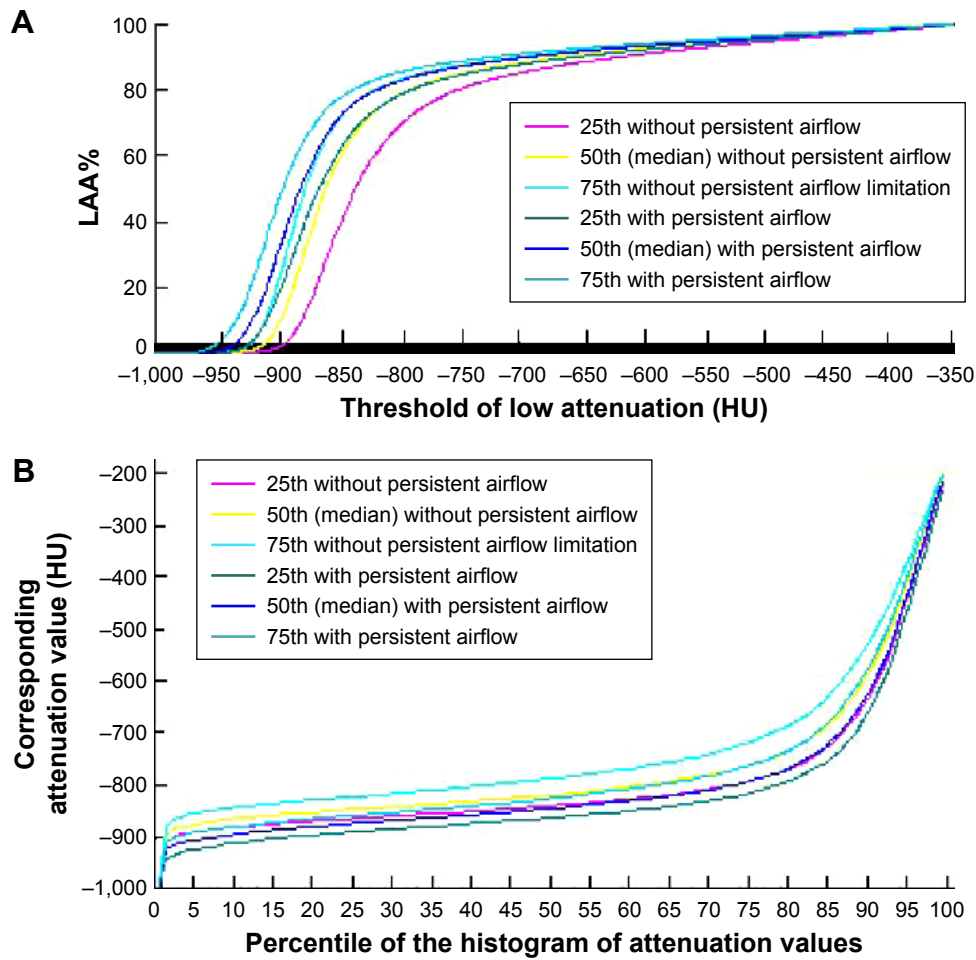 A
100
80
60
40
20
0
LAA%
25th without persistent airflow
50th (median) without persistent airflow
75th without persistent airflow limitation
25th with persistent airflow
50th (median) with persistent airflow
75th with persistent airflow
–1,000 –950 –900 –850 –800 –750 –700 –650 –600 –550 –500 –450 –400 –350
Threshold of low attenuation (HU)
B
–200
–300
–400
–500
–600
–700
–800
–900
–1,000
Corresponding
attenuation value (HU)
25th without persistent airflow
50th (median) without persistent airflow
75th without persistent airflow limitation
25th with persistent airflow
50th (median) with persistent airflow
75th with persistent airflow
0 5 10 15 20 25 30 35 40 45 50 55 60 65 70 75 80 85 90 95 100
Percentile of the histogram of attenuation values